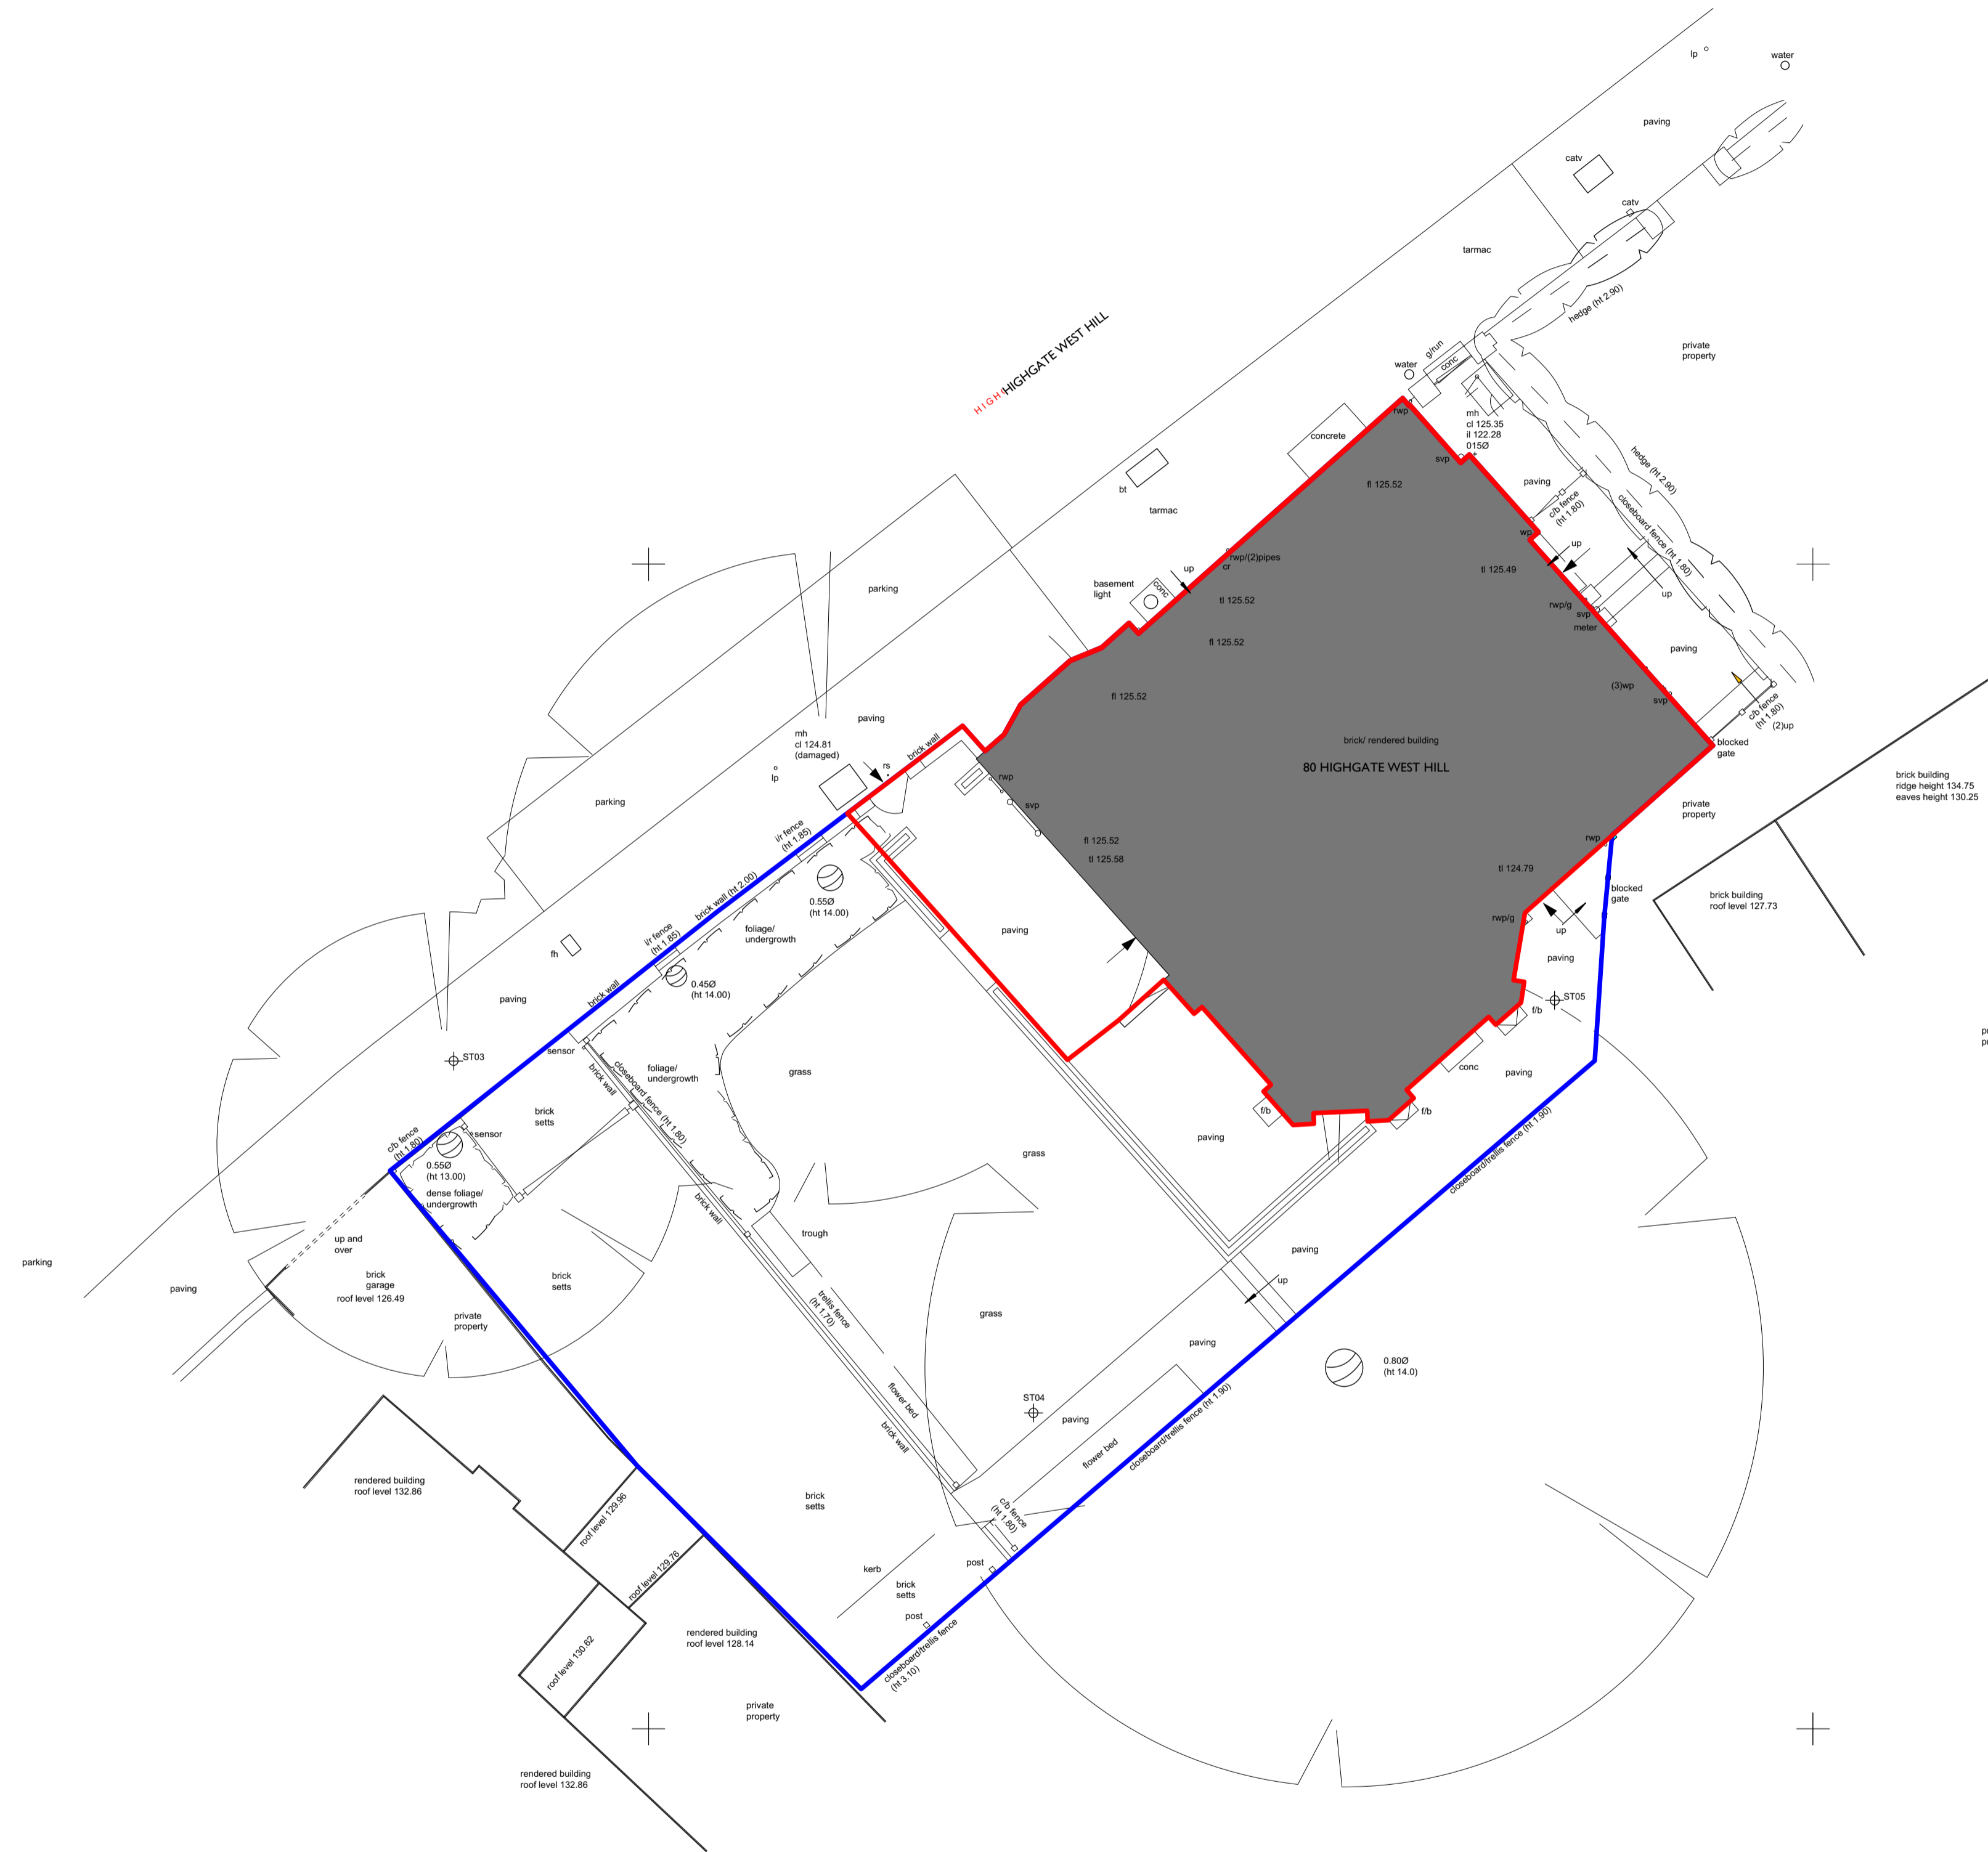 lp
water
paving
catv
catv
tarmac
hedge (ht 2.90)
private
property
HIGHGATE WEST HILL
HIGH
g/run
conc
water
rwp
mh
cl 125.35
il 122.28
015Ø
concrete
svp
hedge (ht 2.90)
bt
fl 125.52
paving
c/b fence
(ht 1.80)
closeboard fence (ht 1.80)
tarmac
wp
up
rwp/(2)pipes
cr
up
tl 125.49
basement
light
conc
parking
up
tl 125.52
rwp/g
svp
meter
fl 125.52
paving
(3)wp
svp
fl 125.52
c/b fence
(ht 1.80)
(2)up
paving
mh
cl 124.81
(damaged)
brick wall
brick/ rendered building
80 HIGHGATE WEST HILL
blocked
gate
rs
lp
rwp
svp
brick building
ridge height 134.75
eaves height 130.25
private
property
parking
i/r fence
(ht 1.85)
fl 125.52
tl 125.58
rwp
tl 124.79
brick wall (ht 2.00)
0.55Ø
(ht 14.00)
blocked
gate
brick building
roof level 127.73
foliage/
undergrowth
paving
rwp/g
up
i/r fence
(ht 1.85)
fh
0.45Ø
(ht 14.00)
paving
brick wall
paving
ST05
f/b
sensor
ST03
brick wall
closeboard fence (ht 1.80)
foliage/
undergrowth
grass
conc
paving
f/b
f/b
brick
setts
sensor
c/b fence
(ht 1.80)
paving
closeboard/trellis fence (ht 1.90)
grass
0.55Ø
(ht 13.00)
dense foliage/
undergrowth
brick wall
trough
up and
over
paving
parking
paving
brick
garage
roof level 126.49
brick
setts
up
trellis fence
(ht 1.70)
grass
private
property
paving
0.80Ø
(ht 14.0)
flower bed
ST04
paving
closeboard/trellis fence (ht 1.90)
brick wall
flower bed
rendered building
roof level 132.86
roof level 129.96
brick
setts
c/b fence
(ht 1.80)
roof level 129.76
kerb
post
brick
setts
post
rendered building
roof level 128.14
closeboard/trellis fence
(ht 3.10)
roof level 130.62
private
property
rendered building
roof level 132.86